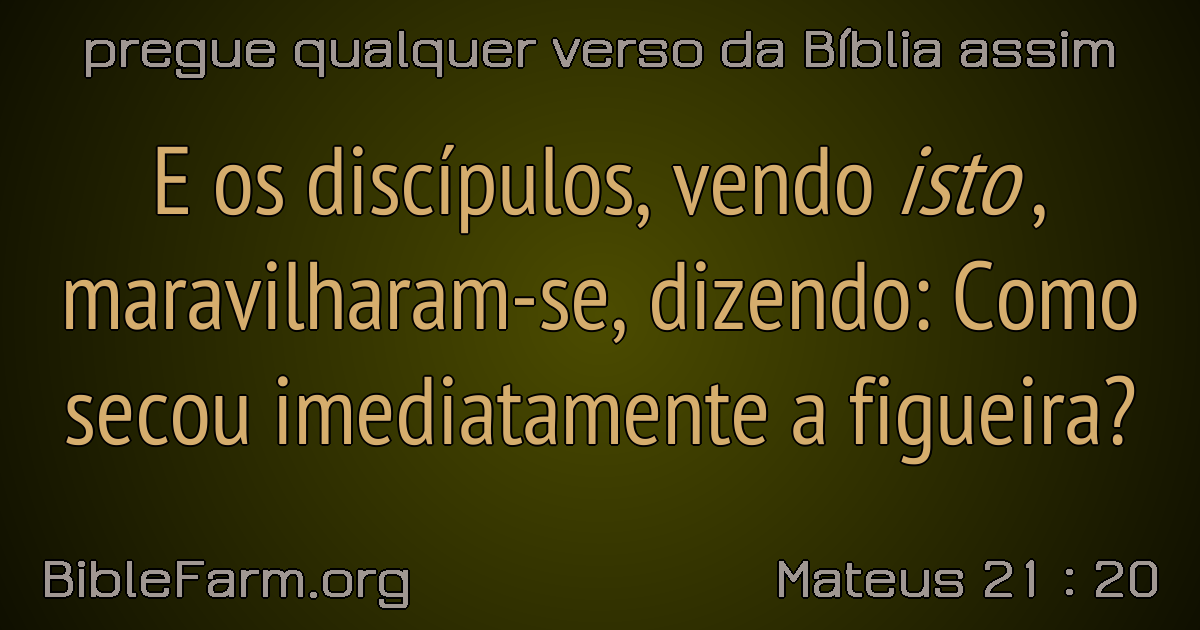 pregue qualquer verso da Bíblia assim
E os discípulos, vendo isto,
maravilharam-se, dizendo: Como
secou imediatamente a figueira?
BibleFarm.org
Mateus 21 : 20